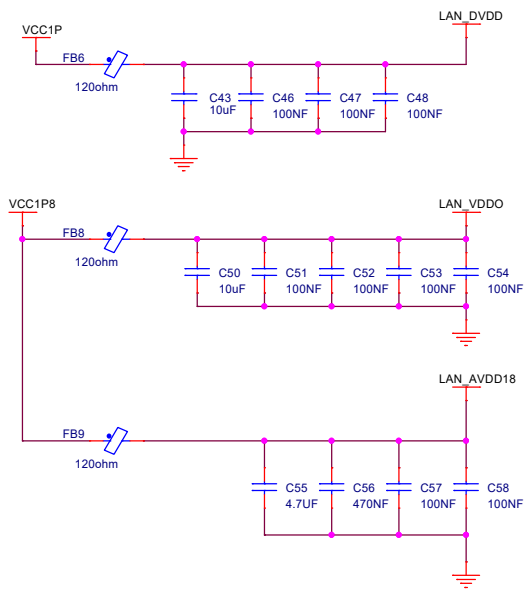 LAN_DVDD
VCC1P
FB6
120ohm
C43
10uF
C46
100NF
C47
100NF
C48
100NF
VCC1P8
LAN_VDDO
FB8
120ohm
C50
10uF
C51
100NF
C52
100NF
C53
100NF
C54
100NF
LAN_AVDD18
FB9
120ohm
C55
4.7UF
C56
470NF
C57
100NF
C58
100NF